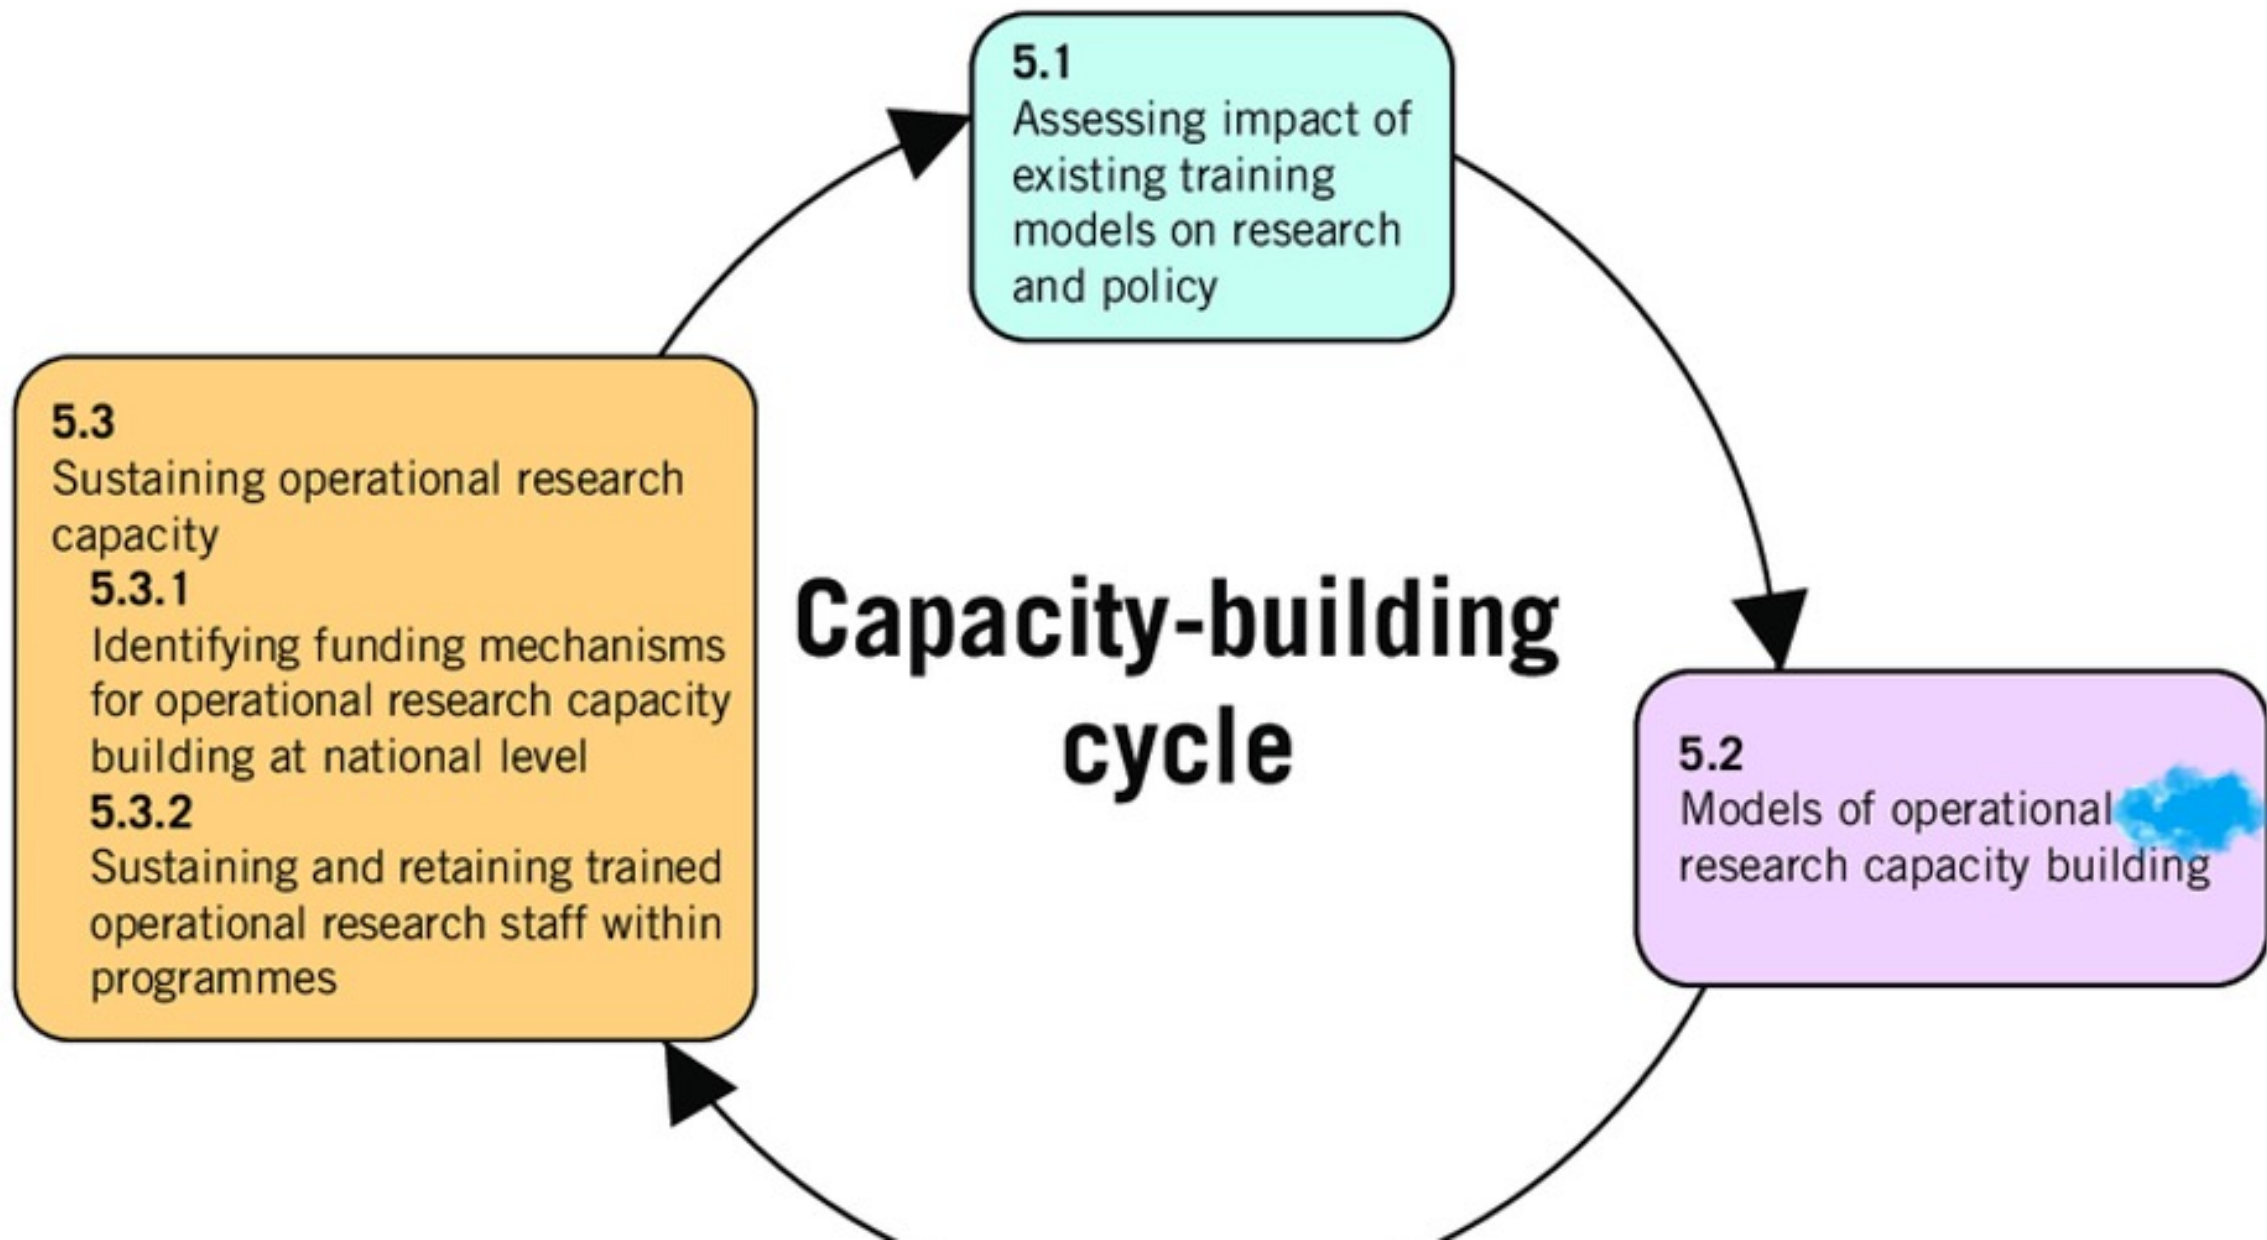 5.1
Assessing impact of
existing training
models on research
and policy
5.3
Sustaining operational research
capacity
5.3.1
Identifying funding mechanisms
for operational research capacity
building at national level
5.3.2
Sustaining and retaining trained
operational research staff within
programmes
Capacity-building
cycle
5.2
Models of operational
research capacity building